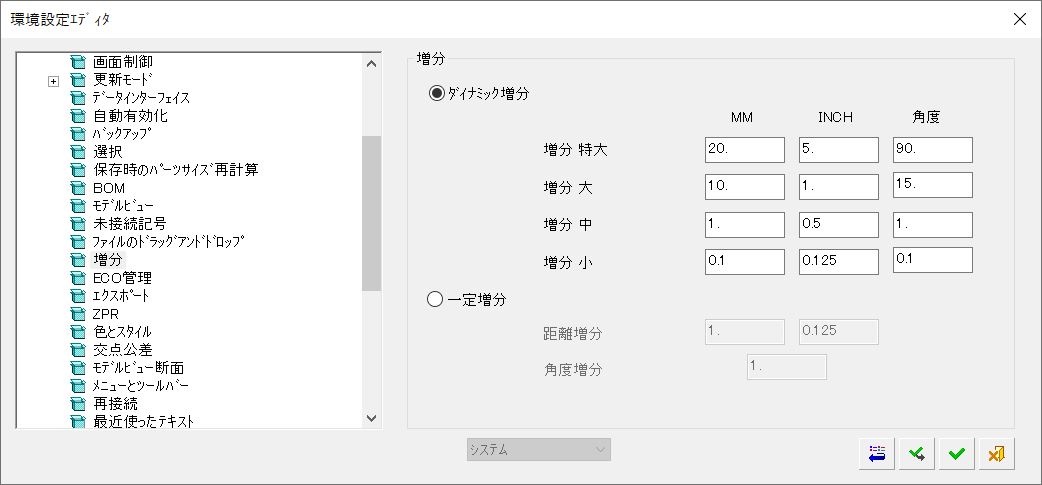 環境設定ｴﾃﾞｨﾀ
画面制御
更新ﾓｰﾄﾞ
ﾃﾞｰﾀｲﾝﾀｰﾌｪｲｽ
自動有効化
ﾊﾞｯｸｱｯﾌﾟ
選択
保存時のﾊﾟｰﾂｻｲｽﾞ再計算
BOM
ﾓﾃﾞﾙﾋﾞｭｰ
未接続記号
ﾌｧｲﾙのﾄﾞﾗｯｸﾞｱﾝﾄﾞﾄﾞﾛｯﾌﾟ
増分
ECO管理
ｴｸｽﾎﾟｰﾄ
ZPR
色とｽﾀｲﾙ
交点公差
ﾓﾃﾞﾙﾋﾞｭｰ断面
ﾒﾆｭｰとﾂｰﾙﾊﾞｰ
再接続
最近使ったﾃｷｽﾄ
増分
ﾀﾞｲﾅﾐｯｸ増分
MM INCH 角度
増分 特大 20. 5. 90.
増分 大 10. 1. 15.
増分 中 1. 0.5 1.
増分 小 0.1 0.125 0.1
一定増分
距離増分 1. 0.125
角度増分 1.
ｼｽﾃﾑ